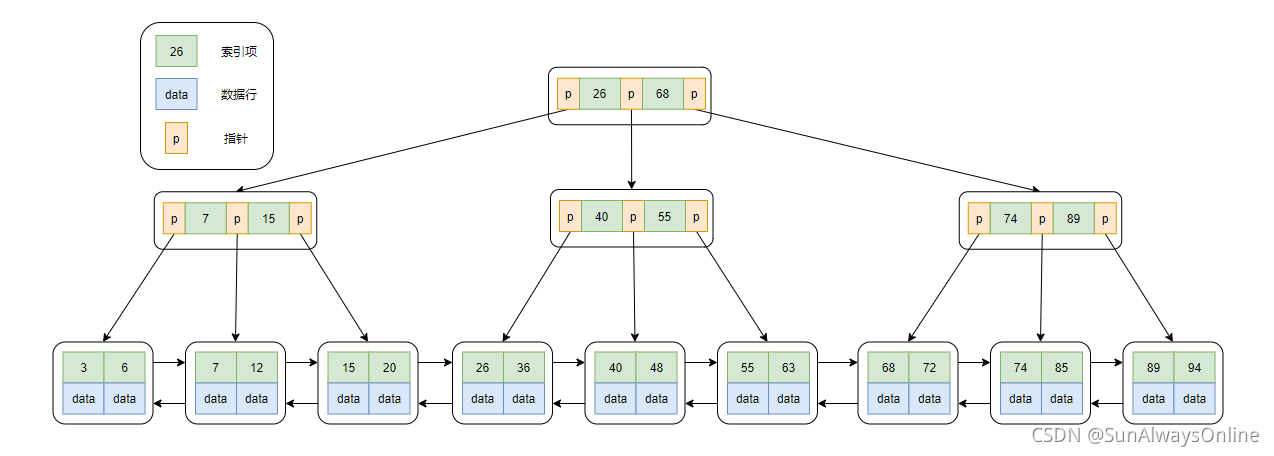 26 索引项
data 数据行
p 指针
p 26 p 68 p
p 7 p 15 p
p 40 p 55 p
p 74 p 89 p
3 6
data data
7 12
data data
15 20
data data
26 36
data data
40 48
data data
55 63
data data
68 72
data data
74 85
data data
89 94
data data
CSDN @SunAlwaysOnline